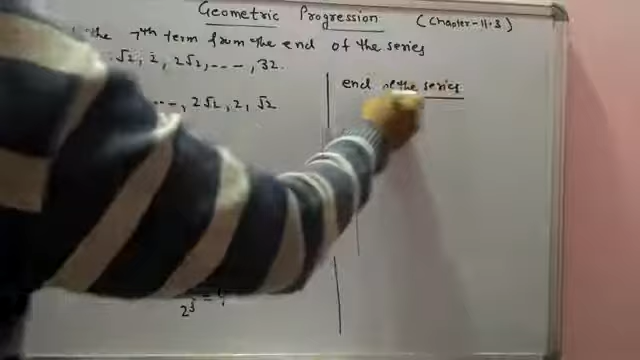 Geometric Progression (Chapter-11.3)
the 7th term from the end of the series
√2, 2, 2√2, ---, 32.
--, 2√2, 2, √2
end of the series